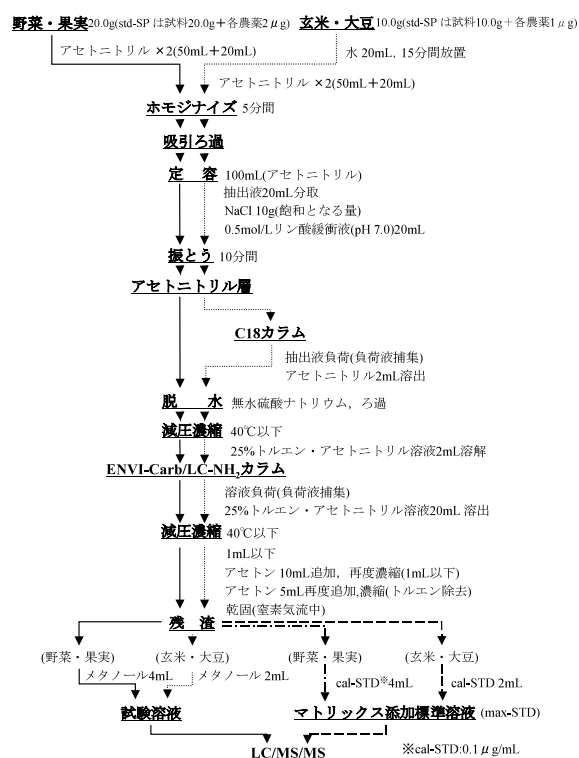 野菜・果実20.0g(std-SP は試料20.0g+各農薬2μg) 玄米・大豆10.0g(std-SP は試料10.0g+各農薬1μg)
アセトニトリル ×2(50mL+20mL) 水 20mL, 15分間放置
アセトニトリル ×2(50mL+20mL)
ホモジナイズ 5分間
吸引ろ過
定 容 100mL(アセトニトリル)
抽出液20mL分取
NaCl 10g(飽和となる量)
0.5mol/Lリン酸緩衝液(pH 7.0)20mL
振とう 10分間
アセトニトリル層
C18カラム
抽出液負荷(負荷液捕集)
アセトニトリル2mL溶出
脱 水 無水硫酸ナトリウム, ろ過
減圧濃縮 40℃以下
25%トルエン・アセトニトリル溶液2mL溶解
ENVI-Carb/LC-NH2カラム
溶液負荷(負荷液捕集)
25%トルエン・アセトニトリル溶液20mL 溶出
減圧濃縮 40℃以下
1mL以下
アセトン 10mL追加, 再度濃縮(1mL以下)
アセトン 5mL再度追加,濃縮(トルエン除去)
乾固(窒素気流中)
残 渣
(野菜・果実) (玄米・大豆) (野菜・果実) (玄米・大豆)
メタノール4mL メタノール 2mL cal-STD※4mL cal-STD 2mL
試験溶液 マトリックス添加標準溶液 (max-STD)
LC/MS/MS ※cal-STD:0.1μg/mL